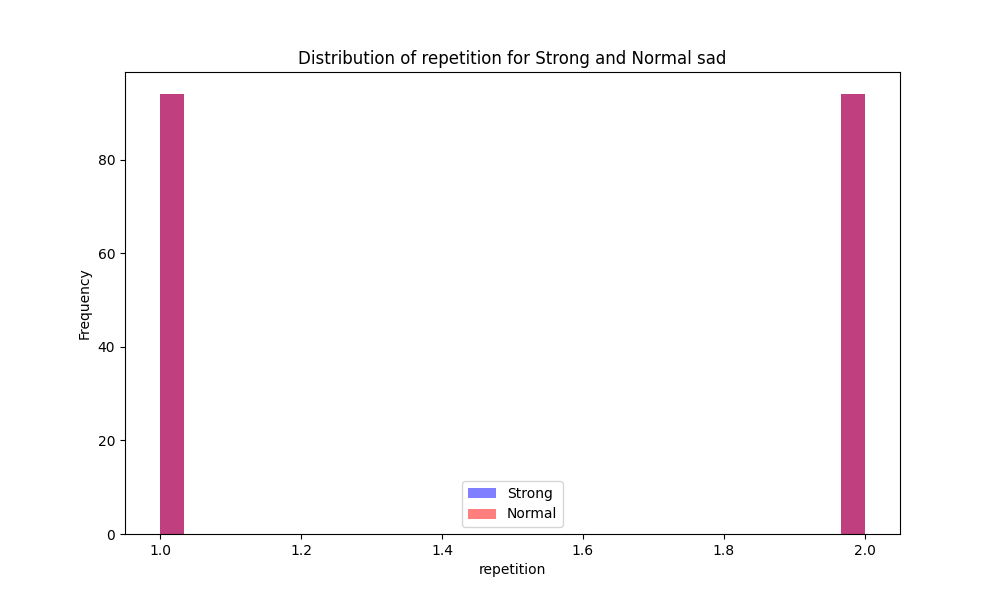 Distribution of repetition for Strong and Normal sad
Frequency
80
60
40
20
0
Strong
Normal
1.0 1.2 1.4 1.6 1.8 2.0
repetition